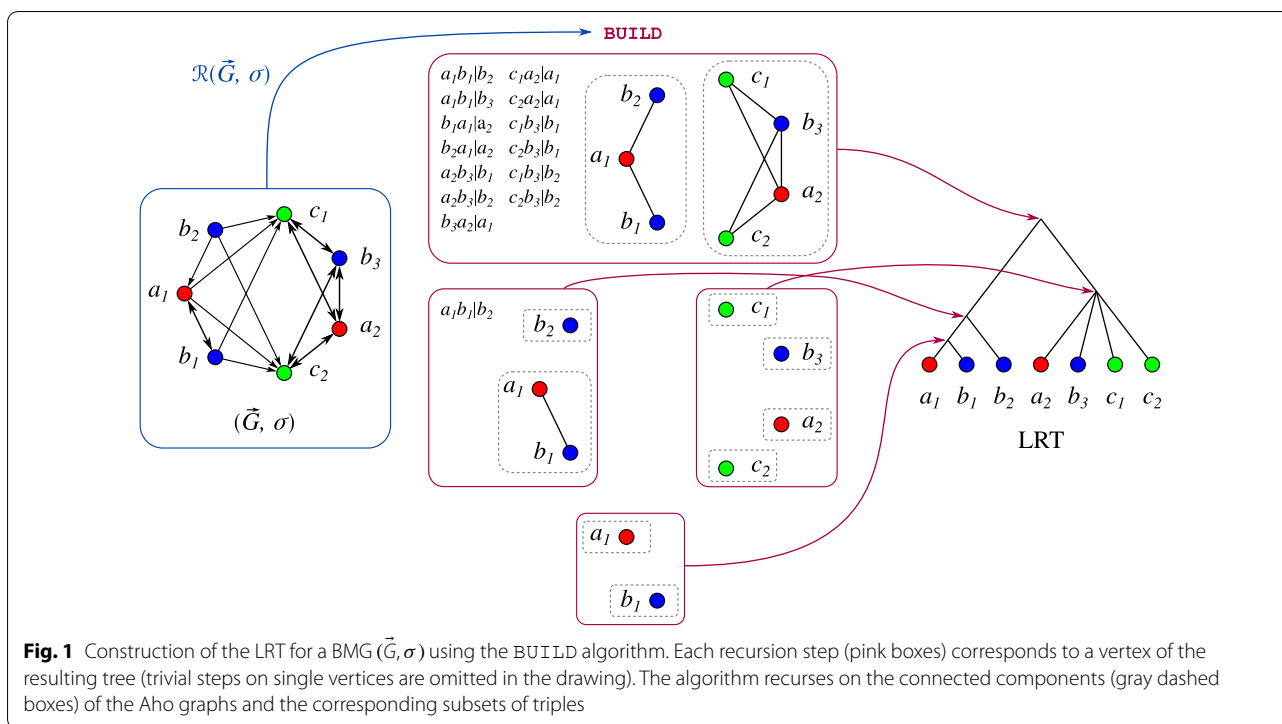 BUILD
ℛ(G⃗, σ)
a₁b₁|b₂ c₁a₂|a₁
a₁b₁|b₃ c₂a₂|a₁
b₁a₁|a₂ c₁b₃|b₁
b₂a₁|a₂ c₂b₃|b₁
a₂b₃|b₁ c₁b₃|b₂
a₂b₃|b₂ c₂b₃|b₂
b₃a₂|a₁
b₂
a₁
b₁
c₁
b₃
a₂
c₂
b₂
c₁
b₃
a₁
a₂
b₁
c₂
(G⃗, σ)
a₁b₁|b₂
b₂
a₁
b₁
c₁
b₃
a₂
c₂
a₁ b₁ b₂ a₂ b₃ c₁ c₂
LRT
a₁
b₁
Fig. 1 Construction of the LRT for a BMG (G⃗, σ) using the BUILD algorithm. Each recursion step (pink boxes) corresponds to a vertex of the
resulting tree (trivial steps on single vertices are omitted in the drawing). The algorithm recurses on the connected components (gray dashed
boxes) of the Aho graphs and the corresponding subsets of triples